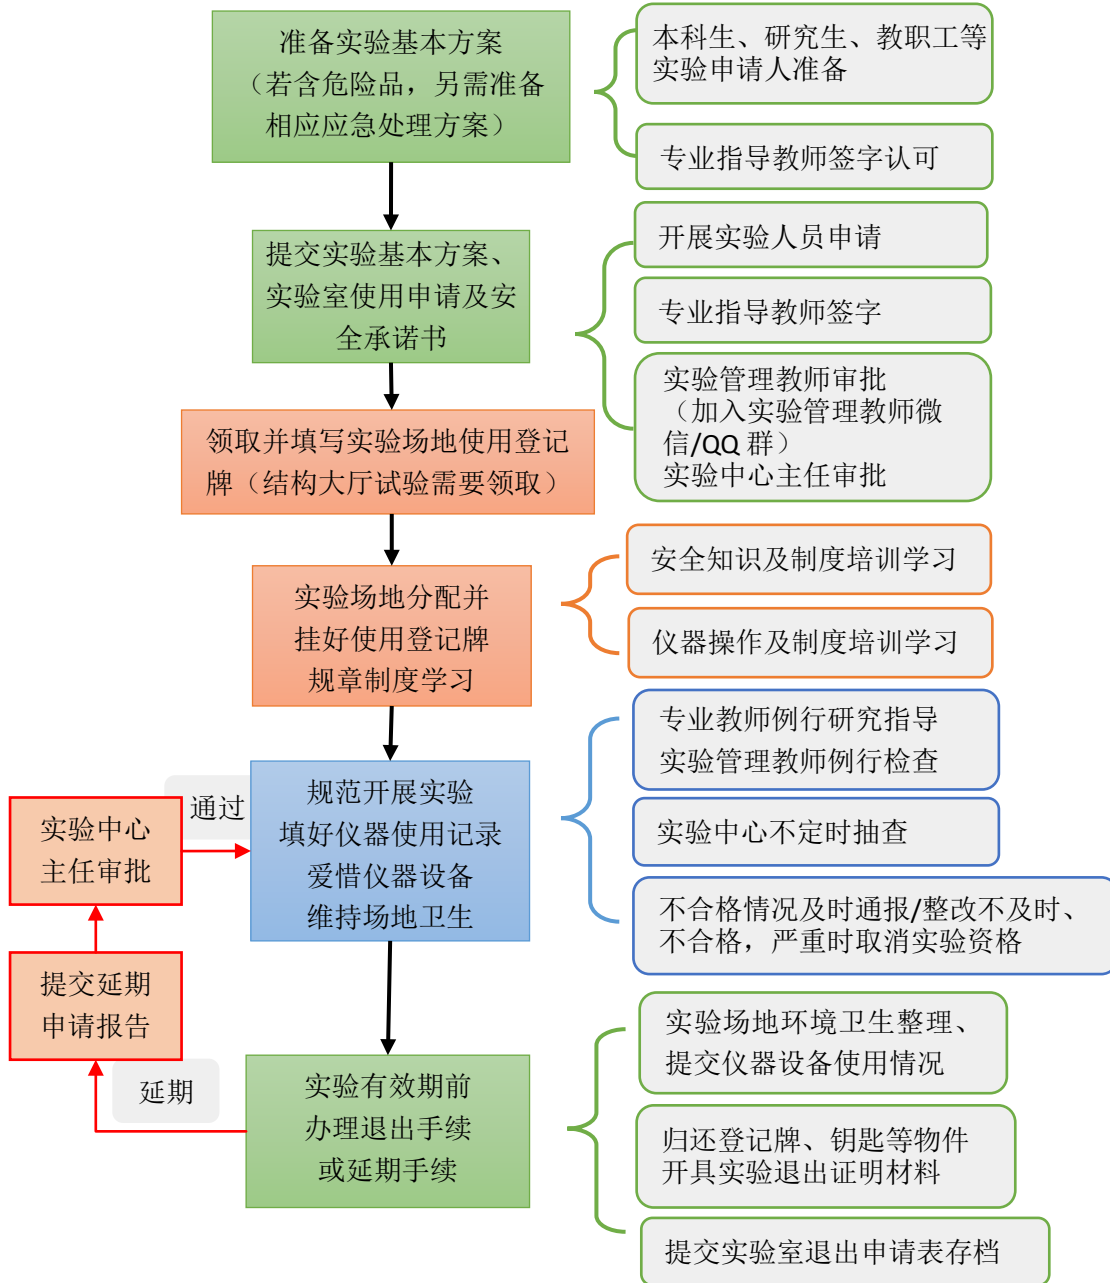 准备实验基本方案
（若含危险品，另需准备
相应应急处理方案）
本科生、研究生、教职工等
实验申请人准备
专业指导教师签字认可
提交实验基本方案、
实验室使用申请及安
全承诺书
开展实验人员申请
专业指导教师签字
实验管理教师审批
（加入实验管理教师微
信/QQ 群）
实验中心主任审批
领取并填写实验场地使用登记
牌（结构大厅试验需要领取）
实验场地分配并
挂好使用登记牌
规章制度学习
安全知识及制度培训学习
仪器操作及制度培训学习
规范开展实验
填好仪器使用记录
爱惜仪器设备
维持场地卫生
专业教师例行研究指导
实验管理教师例行检查
实验中心不定时抽查
不合格情况及时通报/整改不及时、
不合格，严重时取消实验资格
通过
实验中心
主任审批
提交延期
申请报告
延期
实验有效期前
办理退出手续
或延期手续
实验场地环境卫生整理、
提交仪器设备使用情况
归还登记牌、钥匙等物件
开具实验退出证明材料
提交实验室退出申请表存档